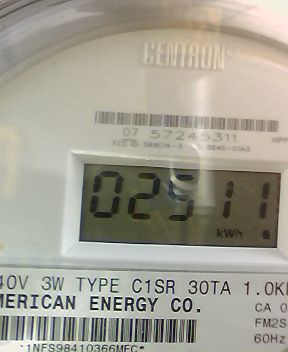 CENTRON®
07 57245311
02511
kWh
40V 3W TYPE C1SR 30TA 1.0K
MERICAN ENERGY CO. CA 0
FM2S
60Hz
*1NFS98410366MFC*